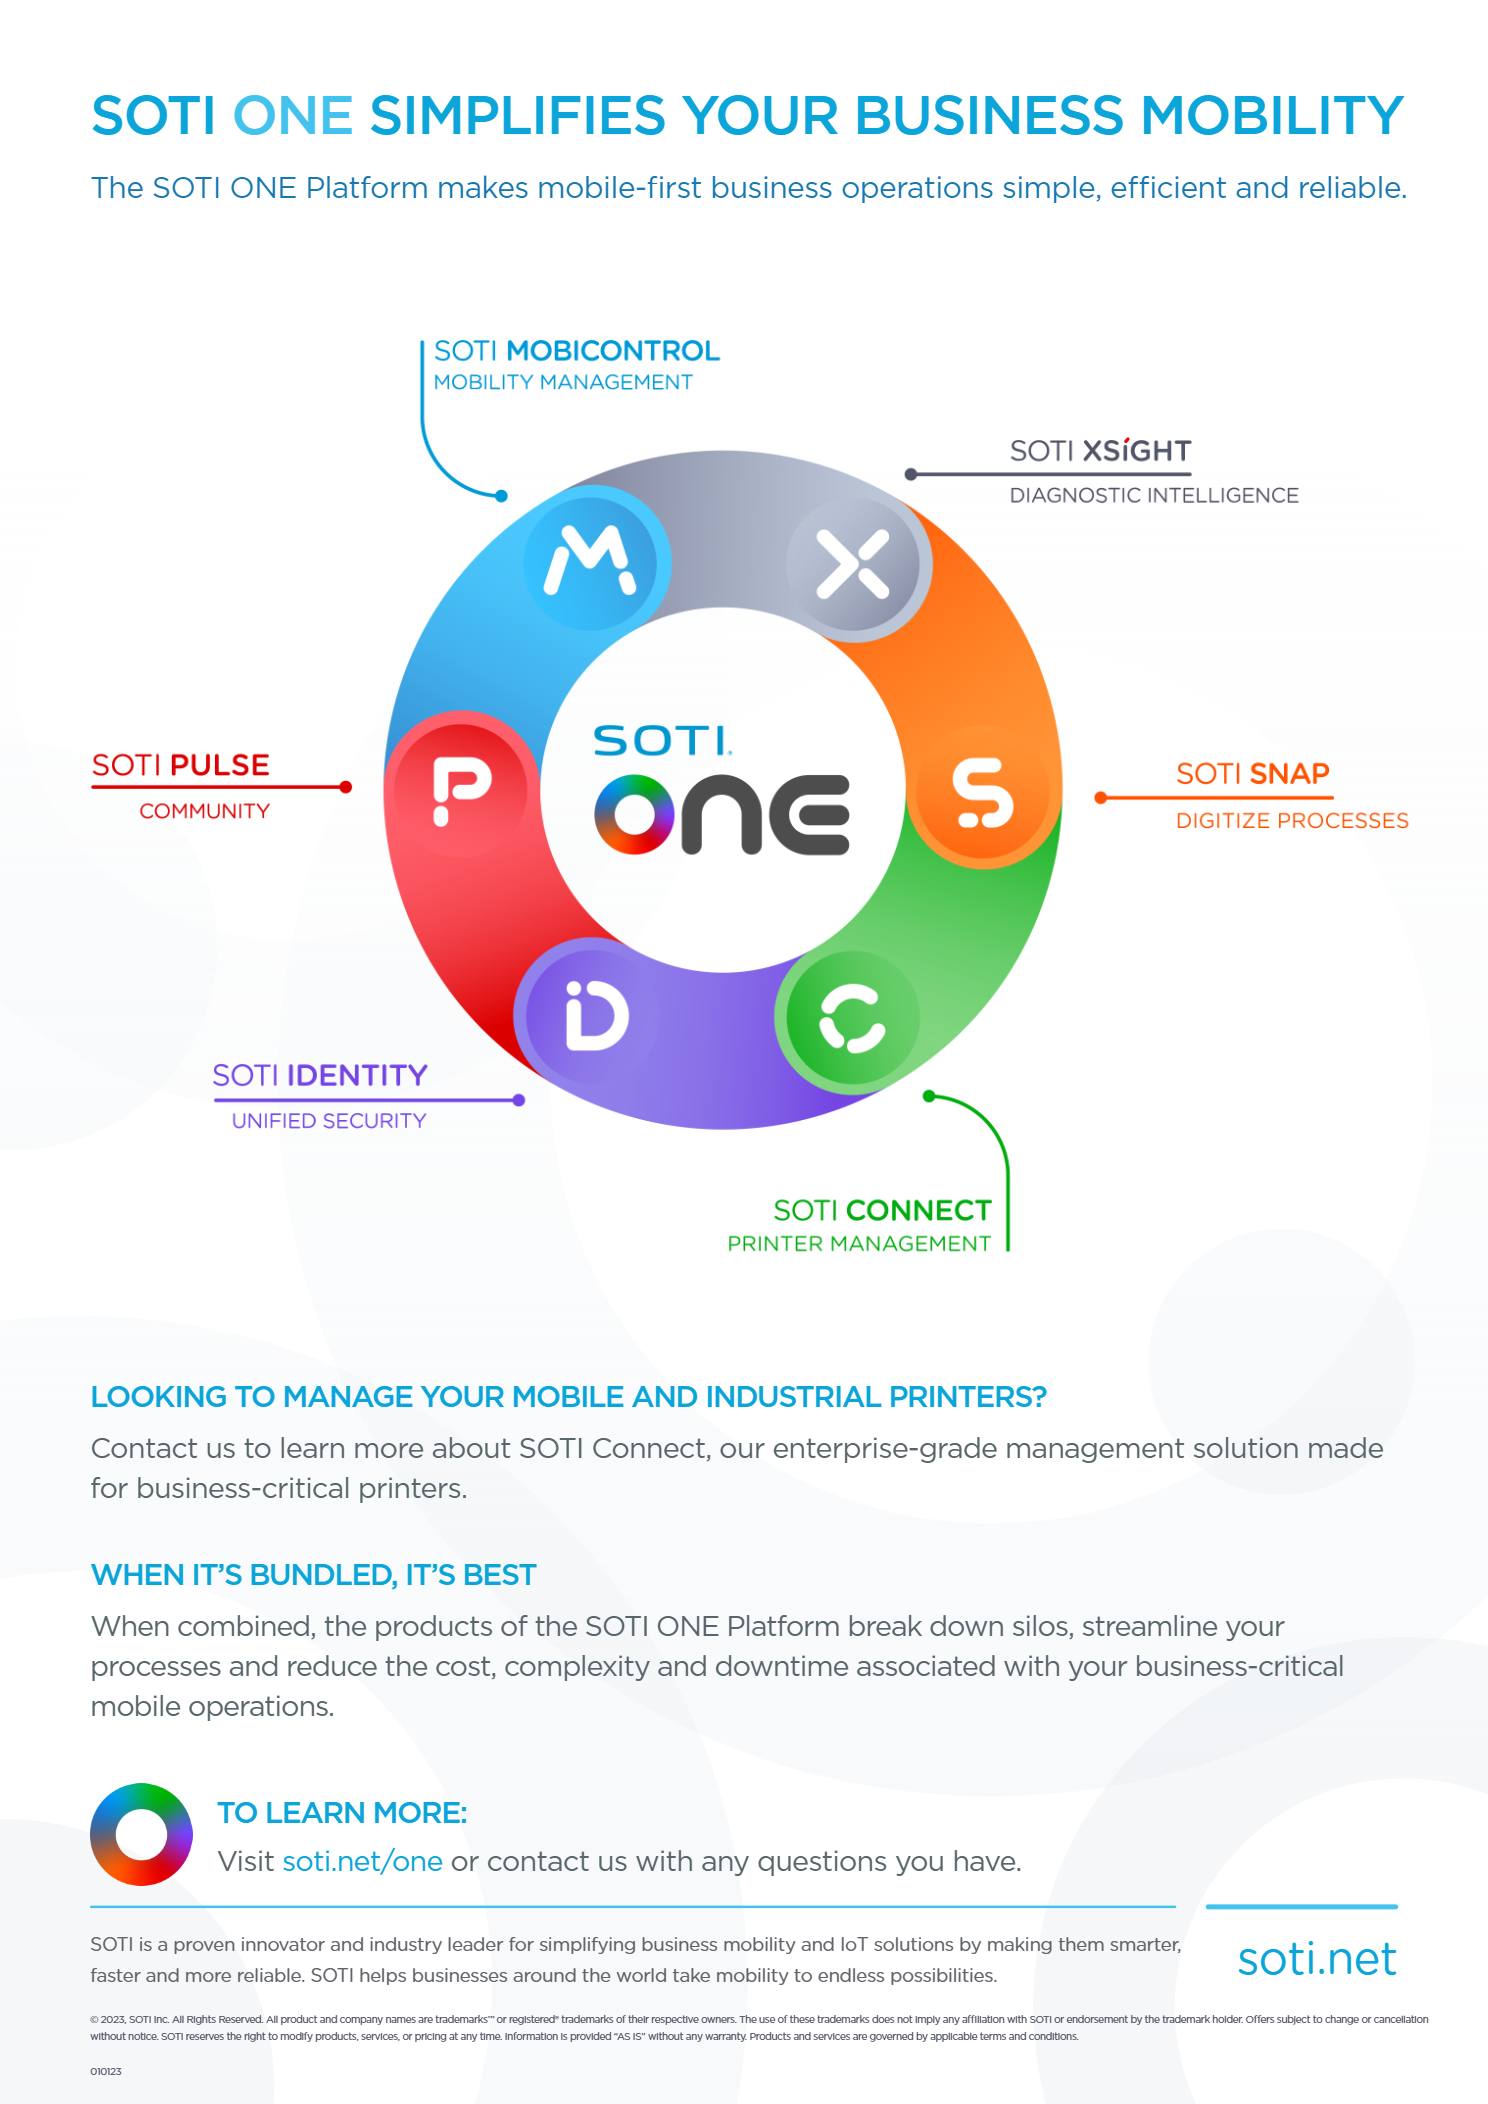 SOTI ONE SIMPLIFIES YOUR BUSINESS MOBILITY
The SOTI ONE Platform makes mobile-first business operations simple, efficient and reliable.
SOTI MOBICONTROL
MOBILITY MANAGEMENT
SOTI XSiGHT
DIAGNOSTIC INTELLIGENCE
M
X
SOTI PULSE
COMMUNITY
P
SOTI®
ONE
S
SOTI SNAP
DIGITIZE PROCESSES
iD
C
SOTI IDENTITY
UNIFIED SECURITY
SOTI CONNECT
PRINTER MANAGEMENT
LOOKING TO MANAGE YOUR MOBILE AND INDUSTRIAL PRINTERS?
Contact us to learn more about SOTI Connect, our enterprise-grade management solution made
for business-critical printers.
WHEN IT’S BUNDLED, IT’S BEST
When combined, the products of the SOTI ONE Platform break down silos, streamline your
processes and reduce the cost, complexity and downtime associated with your business-critical
mobile operations.
TO LEARN MORE:
Visit soti.net/one or contact us with any questions you have.
SOTI is a proven innovator and industry leader for simplifying business mobility and IoT solutions by making them smarter,
faster and more reliable. SOTI helps businesses around the world take mobility to endless possibilities.
soti.net
© 2023, SOTI Inc. All Rights Reserved. All product and company names are trademarks™ or registered® trademarks of their respective owners. The use of these trademarks does not imply any affiliation with SOTI or endorsement by the trademark holder. Offers subject to change or cancellation
without notice. SOTI reserves the right to modify products, services, or pricing at any time. Information is provided “AS IS” without any warranty. Products and services are governed by applicable terms and conditions.
010123